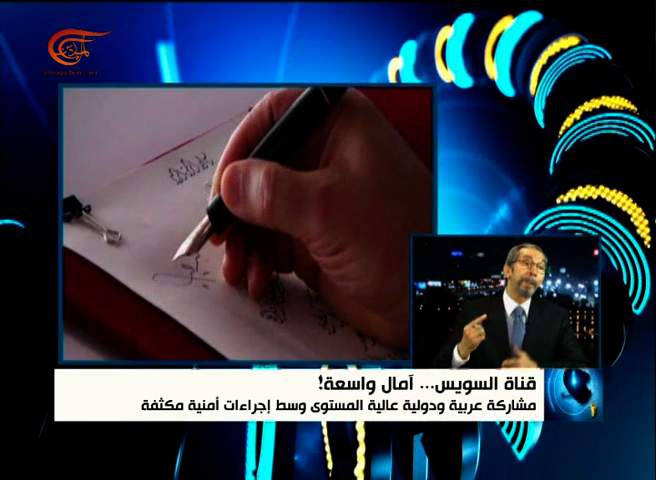 قناة السويس... آمال واسعة!
مشاركة عربية ودولية عالية المستوى وسط إجراءات أمنية مكثفة